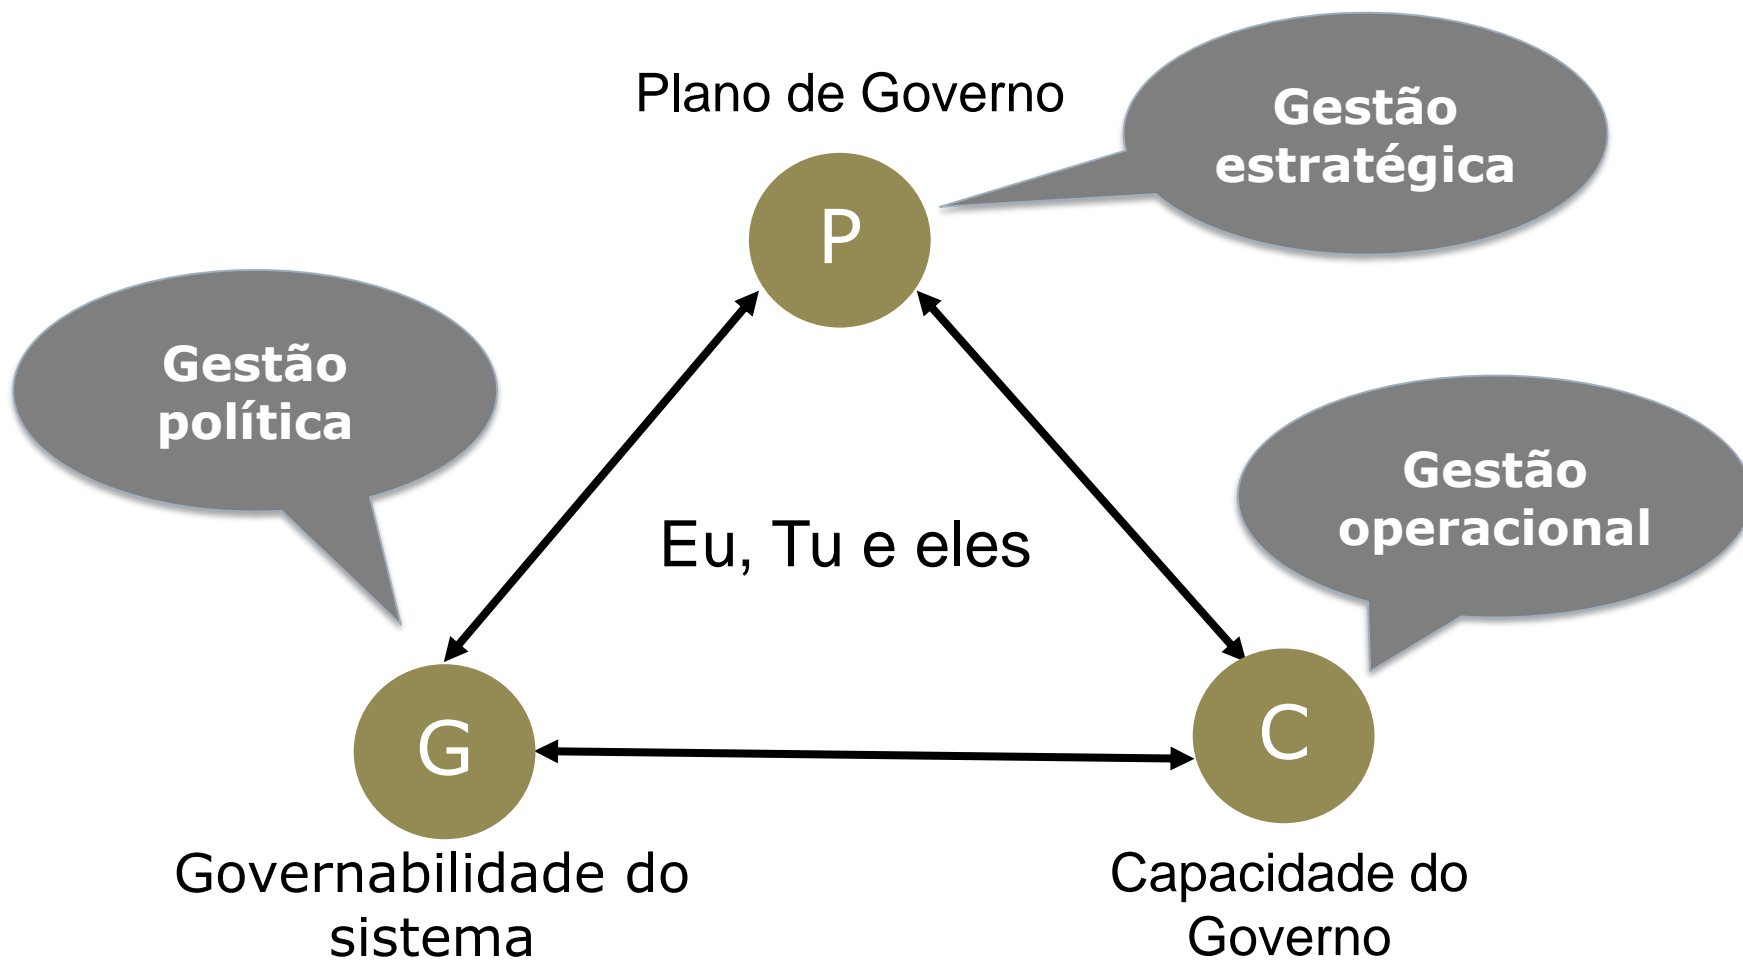 Plano de Governo
Gestão
estratégica
P
Gestão
política
Gestão
operacional
Eu, Tu e eles
G
C
Governabilidade do
sistema
Capacidade do
Governo